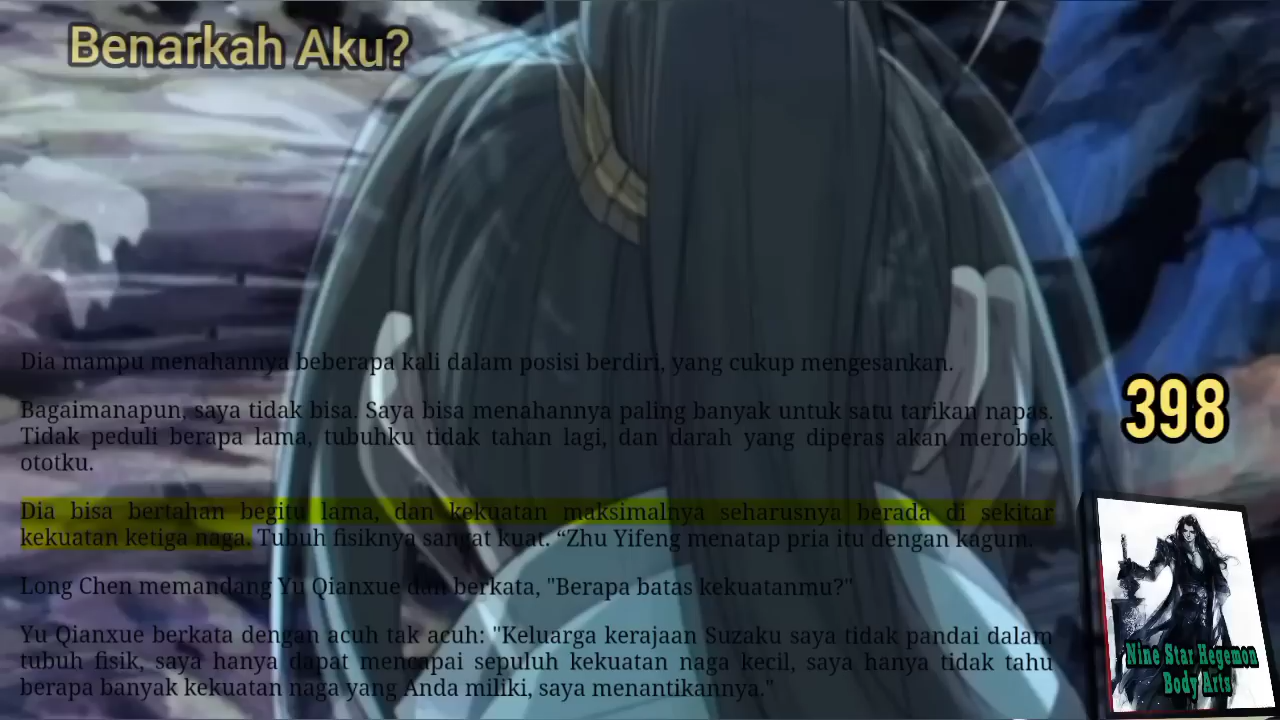 Benarkah Aku?
Dia mampu menahannya beberapa kali dalam posisi berdiri, yang cukup mengesankan.
Bagaimanapun, saya tidak bisa. Saya bisa menahannya paling banyak untuk satu tarikan napas.
Tidak peduli berapa lama, tubuhku tidak tahan lagi, dan darah yang diperas akan merobek
ototku.
Dia bisa bertahan begitu lama, dan kekuatan maksimalnya seharusnya berada di sekitar
kekuatan ketiga naga. Tubuh fisiknya sangat kuat. “Zhu Yifeng menatap pria itu dengan kagum.
Long Chen memandang Yu Qianxue dan berkata, "Berapa batas kekuatanmu?"
Yu Qianxue berkata dengan acuh tak acuh: "Keluarga kerajaan Suzaku saya tidak pandai dalam
tubuh fisik, saya hanya dapat mencapai sepuluh kekuatan naga kecil, saya hanya tidak tahu
berapa banyak kekuatan naga yang Anda miliki, saya menantikannya."
398
Nine Star Hegemon
Body Arts